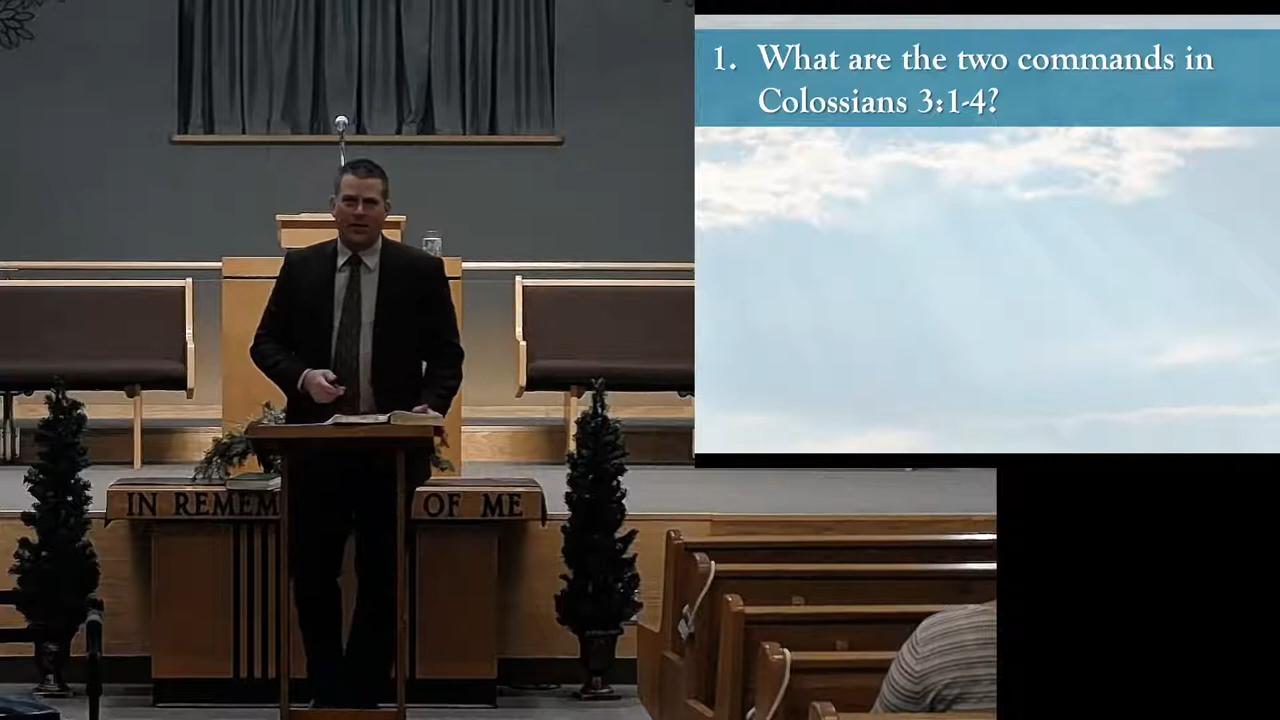 1. What are the two commands in
Colossians 3:1-4?
IN REMEM OF ME